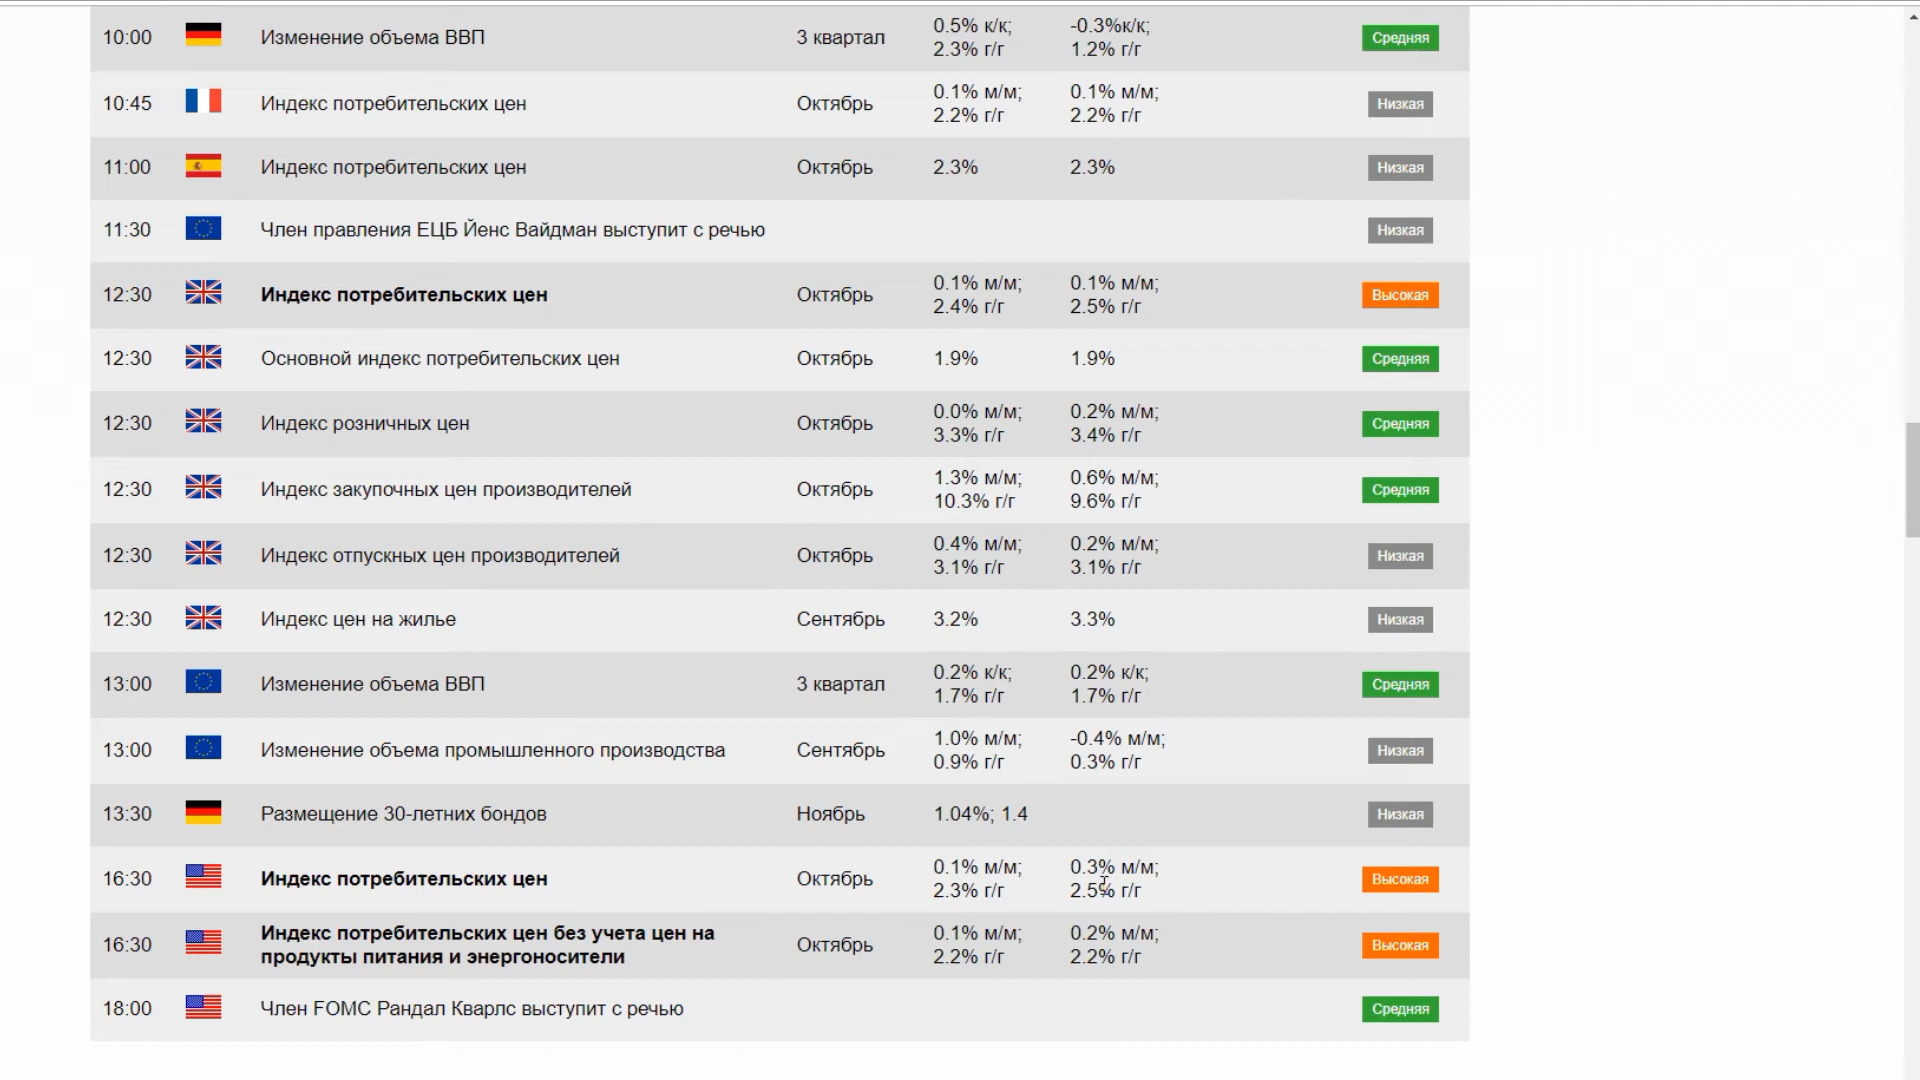 10:00 Изменение объема ВВП 3 квартал 0.5% к/к; -0.3%к/к; Средняя
2.3% г/г 1.2% г/г
10:45 Индекс потребительских цен Октябрь 0.1% м/м; 0.1% м/м; Низкая
2.2% г/г 2.2% г/г
11:00 Индекс потребительских цен Октябрь 2.3% 2.3% Низкая
11:30 Член правления ЕЦБ Йенс Вайдман выступит с речью Низкая
12:30 Индекс потребительских цен Октябрь 0.1% м/м; 0.1% м/м; Высокая
2.4% г/г 2.5% г/г
12:30 Основной индекс потребительских цен Октябрь 1.9% 1.9% Средняя
12:30 Индекс розничных цен Октябрь 0.0% м/м; 0.2% м/м; Средняя
3.3% г/г 3.4% г/г
12:30 Индекс закупочных цен производителей Октябрь 1.3% м/м; 0.6% м/м; Средняя
10.3% г/г 9.6% г/г
12:30 Индекс отпускных цен производителей Октябрь 0.4% м/м; 0.2% м/м; Низкая
3.1% г/г 3.1% г/г
12:30 Индекс цен на жилье Сентябрь 3.2% 3.3% Низкая
13:00 Изменение объема ВВП 3 квартал 0.2% к/к; 0.2% к/к; Средняя
1.7% г/г 1.7% г/г
13:00 Изменение объема промышленного производства Сентябрь 1.0% м/м; -0.4% м/м; Низкая
0.9% г/г 0.3% г/г
13:30 Размещение 30-летних бондов Ноябрь 1.04%; 1.4 Низкая
16:30 Индекс потребительских цен Октябрь 0.1% м/м; 0.3% м/м; Высокая
2.3% г/г 2.5% г/г
16:30 Индекс потребительских цен без учета цен на Октябрь 0.1% м/м; 0.2% м/м; Высокая
продукты питания и энергоносители 2.2% г/г 2.2% г/г
18:00 Член FOMC Рандал Кварлс выступит с речью Средняя